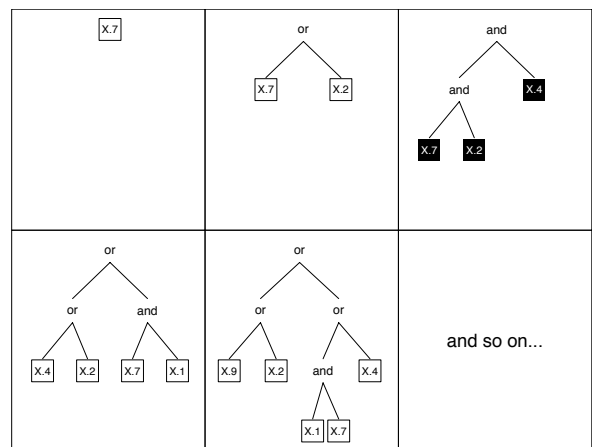 X.7
or
X.7 X.2
and
and X.4
X.7 X.2
or
or and
X.4 X.2 X.7 X.1
or
or or
X.9 X.2 and X.4
X.1 X.7
and so on...